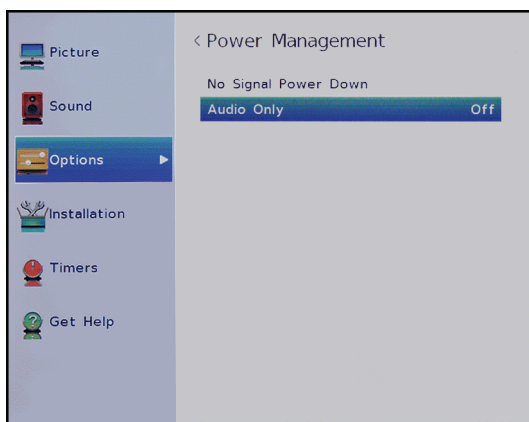 Picture
Sound
Options
Installation
Timers
Get Help
< Power Management
No Signal Power Down
Audio Only Off